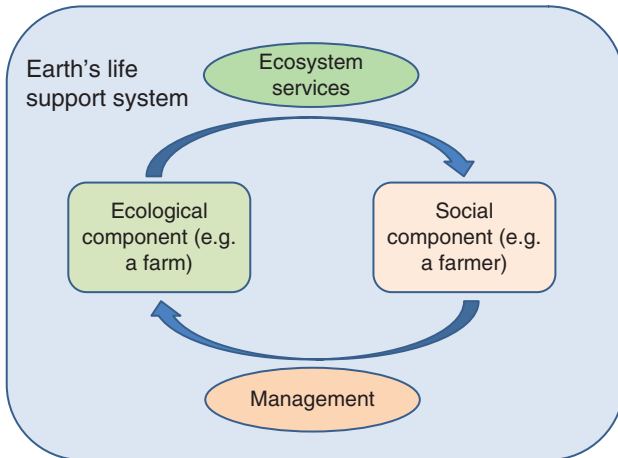 Earth's life
support system
Ecosystem
services
Ecological
component (e.g.
a farm)
Social
component (e.g.
a farmer)
Management